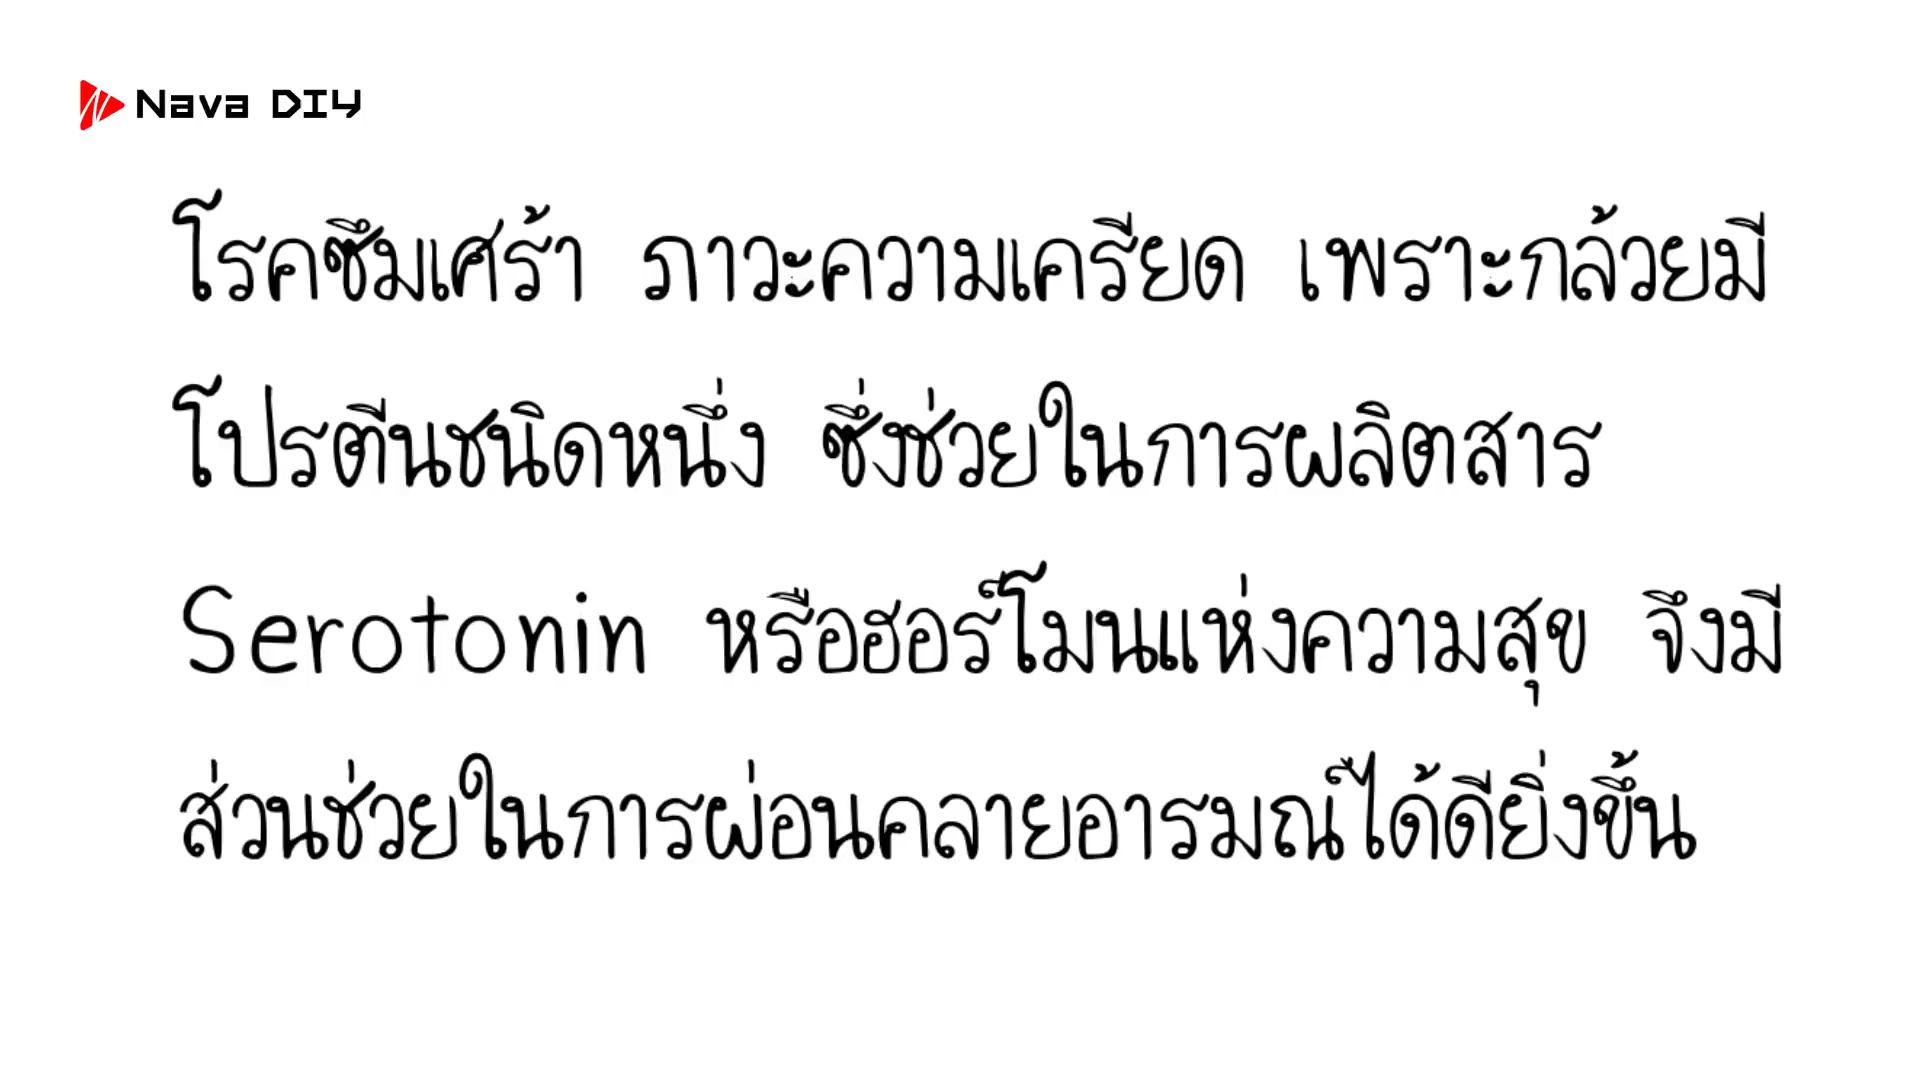 Nava DIY
โรคซึมเศร้า ภาวะความเครียด เพราะกล้วยมี
โปรตีนชนิดหนึ่ง ซึ่งช่วยในการผลิตสาร
Serotonin หรือฮอร์โมนแห่งความสุข จึงมี
ส่วนช่วยในการผ่อนคลายอารมณ์ได้ดียิ่งขึ้น